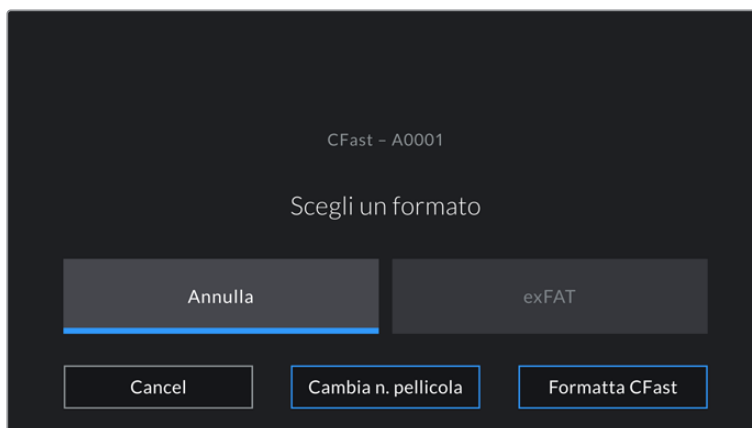 CFast – A0001
Scegli un formato
Annulla
exFAT
Cancel
Cambia n. pellicola
Formatta CFast